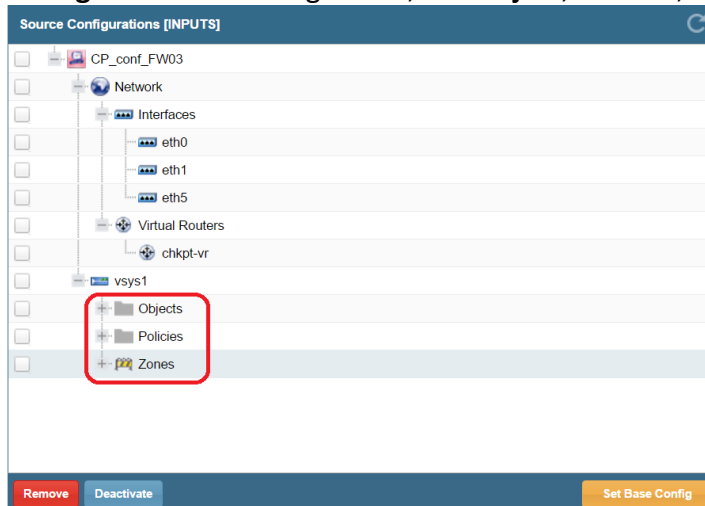 Source Configurations [INPUTS]
CP_conf_FW03
Network
Interfaces
eth0
eth1
eth5
Virtual Routers
chkpt-vr
vsys1
Objects
Policies
Zones
Remove Deactivate Set Base Config